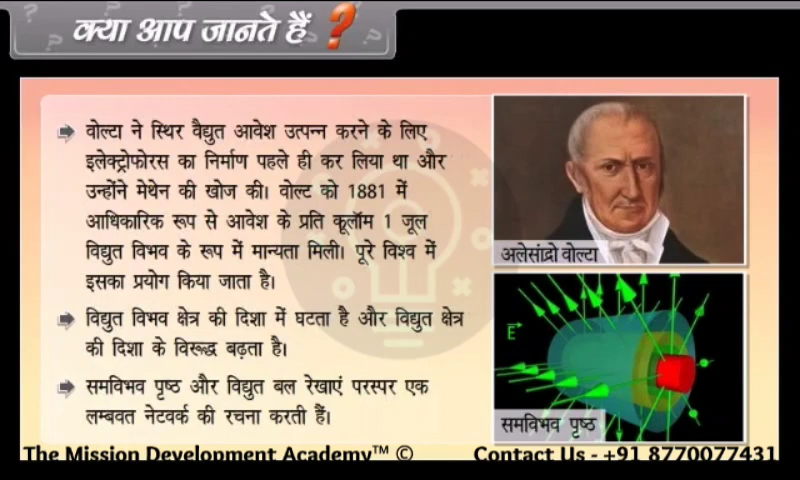 क्या आप जानते हैं ?
वोल्टा ने स्थिर वैद्युत आवेश उत्पन्न करने के लिए
इलेक्ट्रोफोरस का निर्माण पहले ही कर लिया था और
उन्होंने मेथेन की खोज की। वोल्ट को 1881 में
आधिकारिक रूप से आवेश के प्रति कूलॉम 1 जूल
विद्युत विभव के रूप में मान्यता मिली। पूरे विश्व में
इसका प्रयोग किया जाता है।
विद्युत विभव क्षेत्र की दिशा में घटता है और विद्युत क्षेत्र
की दिशा के विरूद्ध बढ़ता है।
समविभव पृष्ठ और विद्युत बल रेखाएं परस्पर एक
लम्बवत नेटवर्क की रचना करती हैं।
अलेसांद्रो वोल्टा
E
समविभव पृष्ठ
The Mission Development Academy™ ©
Contact Us - +91 8770077431